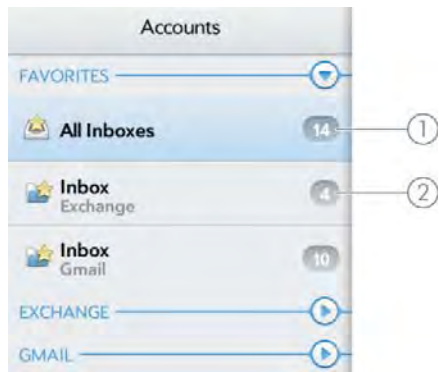 Accounts
FAVORITES
All Inboxes 14 1
Inbox 4 2
Exchange
Inbox 10
Gmail
EXCHANGE
GMAIL